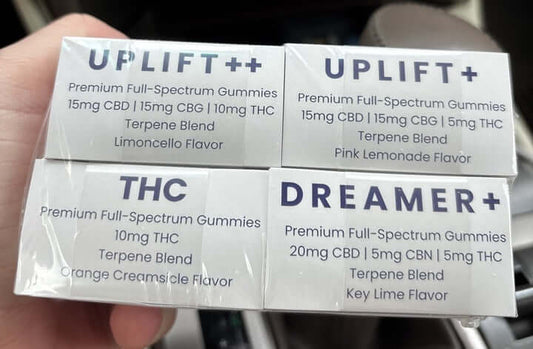 UPLIFT++
Premium Full-Spectrum Gummies
15mg CBD | 15mg CBG | 10mg THC
Terpene Blend
Limoncello Flavor
UPLIFT+
Premium Full-Spectrum Gummies
15mg CBD | 15mg CBG | 5mg THC
Terpene Blend
Pink Lemonade Flavor
THC
Premium Full-Spectrum Gummies
10mg THC
Terpene Blend
Orange Creamsicle Flavor
DREAMER+
Premium Full-Spectrum Gummies
20mg CBD | 5mg CBN | 5mg THC
Terpene Blend
Key Lime Flavor